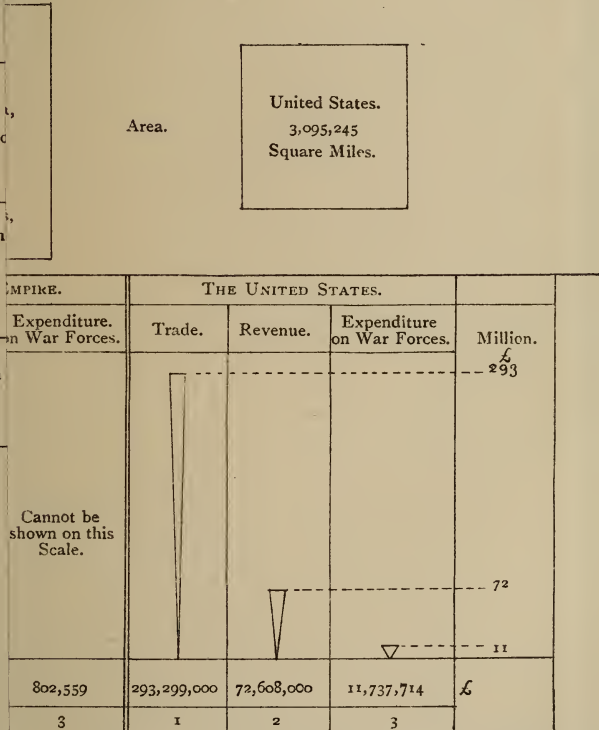 United States.
Area.
3,095,245
Square Miles.
THE UNITED STATES.
Expenditure.
War Forces.
Trade.
Revenue.
Expenditure
on War Forces.
Million.
£
293
Cannot be
shown on this
Scale.
72
11
802,559
293,299,000
72,608,000
11,737,714
£
3
1
2
3